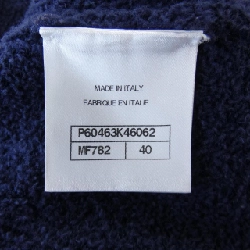 MADE IN ITALY
FABRIQUE EN ITALIE
P60463K46062
MF7B2 40